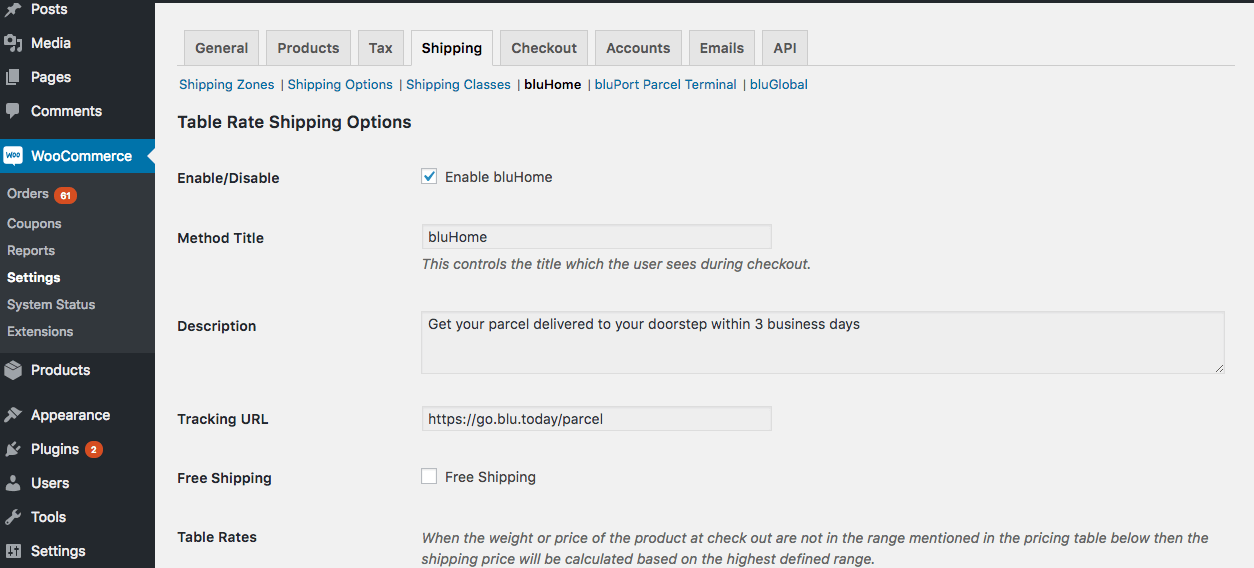 Posts
Media
Pages
Comments
WOO WooCommerce
Orders 61
Coupons
Reports
Settings
System Status
Extensions
Products
Appearance
Plugins 2
Users
Tools
Settings
General Products Tax Shipping Checkout Accounts Emails API
Shipping Zones | Shipping Options | Shipping Classes | bluHome | bluPort Parcel Terminal | bluGlobal
Table Rate Shipping Options
Enable/Disable Enable bluHome
Method Title bluHome
This controls the title which the user sees during checkout.
Description Get your parcel delivered to your doorstep within 3 business days
Tracking URL https://go.blu.today/parcel
Free Shipping Free Shipping
Table Rates When the weight or price of the product at check out are not in the range mentioned in the pricing table below then the
shipping price will be calculated based on the highest defined range.